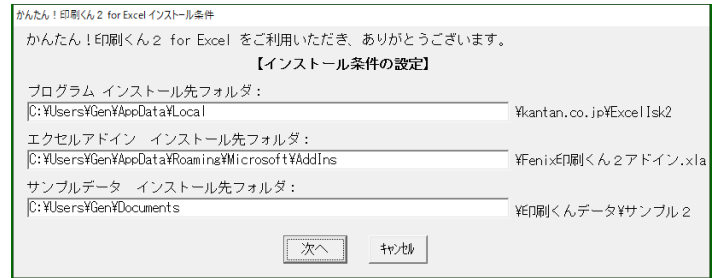 かんたん！印刷くん２ for Excel インストール条件
かんたん！印刷くん２ for Excel をご利用いただき、ありがとうございます。
【インストール条件の設定】
プログラム インストール先フォルダ：
C:¥Users¥Gen¥AppData¥Local ¥kantan.co.jp¥ExcelIsk2
エクセルアドイン　インストール先フォルダ：
C:¥Users¥Gen¥AppData¥Roaming¥Microsoft¥AddIns ¥Fenix印刷くん２アドイン.xla
サンプルデータ　インストール先フォルダ：
C:¥Users¥Gen¥Documents ¥印刷くんデータ¥サンプル２
次へ キャンセル